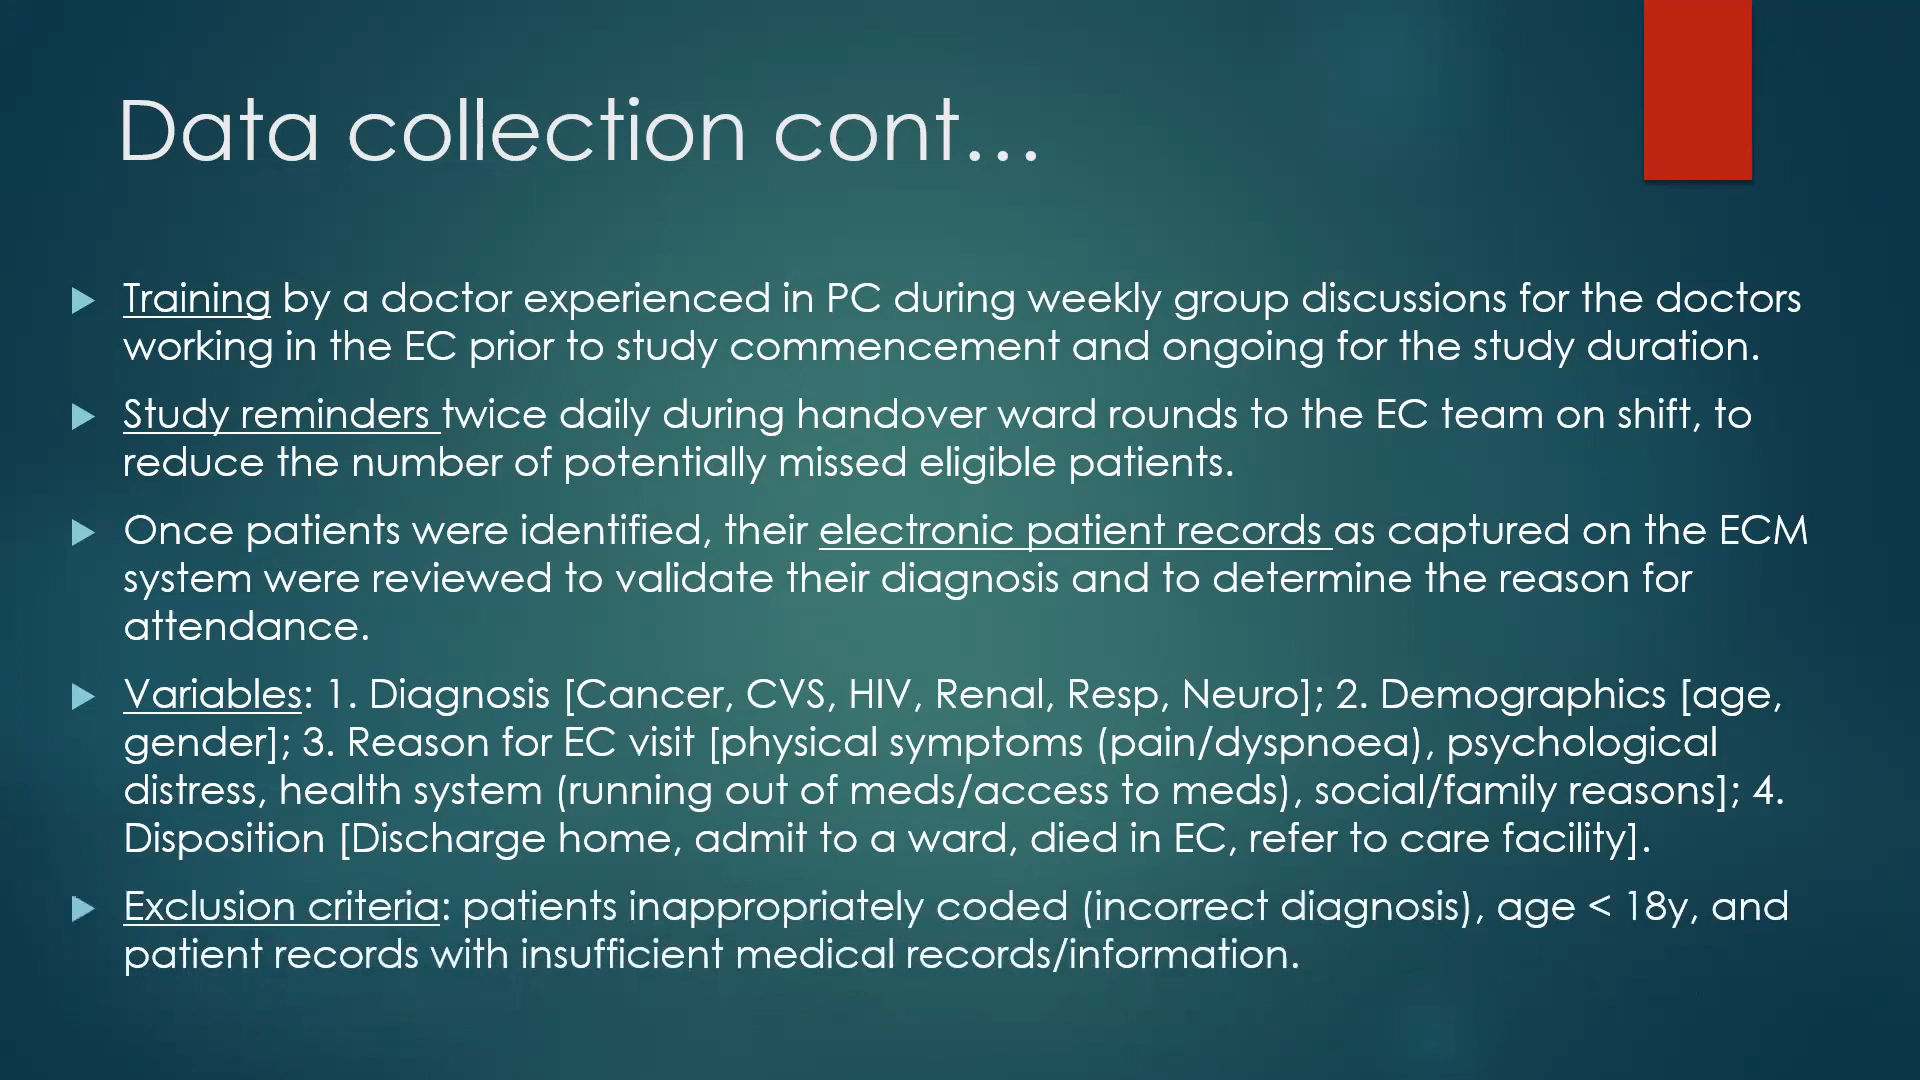 Data collection cont…
Training by a doctor experienced in PC during weekly group discussions for the doctors
working in the EC prior to study commencement and ongoing for the study duration.
Study reminders twice daily during handover ward rounds to the EC team on shift, to
reduce the number of potentially missed eligible patients.
Once patients were identified, their electronic patient records as captured on the ECM
system were reviewed to validate their diagnosis and to determine the reason for
attendance.
Variables: 1. Diagnosis [Cancer, CVS, HIV, Renal, Resp, Neuro]; 2. Demographics [age,
gender]; 3. Reason for EC visit [physical symptoms (pain/dyspnoea), psychological
distress, health system (running out of meds/access to meds), social/family reasons]; 4.
Disposition [Discharge home, admit to a ward, died in EC, refer to care facility].
Exclusion criteria: patients inappropriately coded (incorrect diagnosis), age < 18y, and
patient records with insufficient medical records/information.